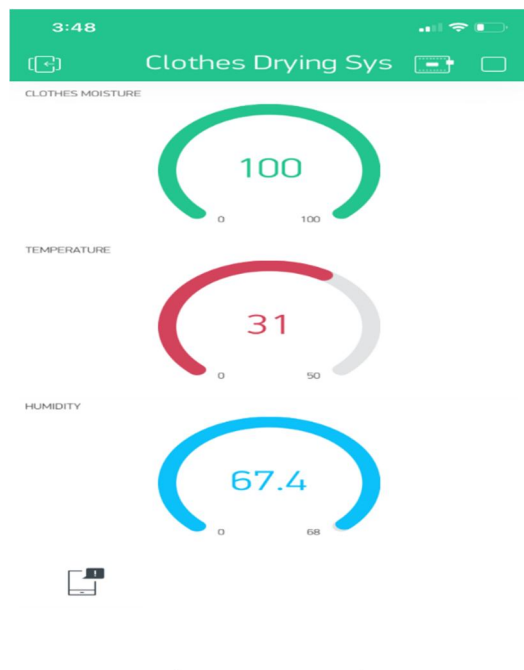 3:48
Clothes Drying Sys
CLOTHES MOISTURE
100
0 100
TEMPERATURE
31
0 50
HUMIDITY
67.4
0 68
!